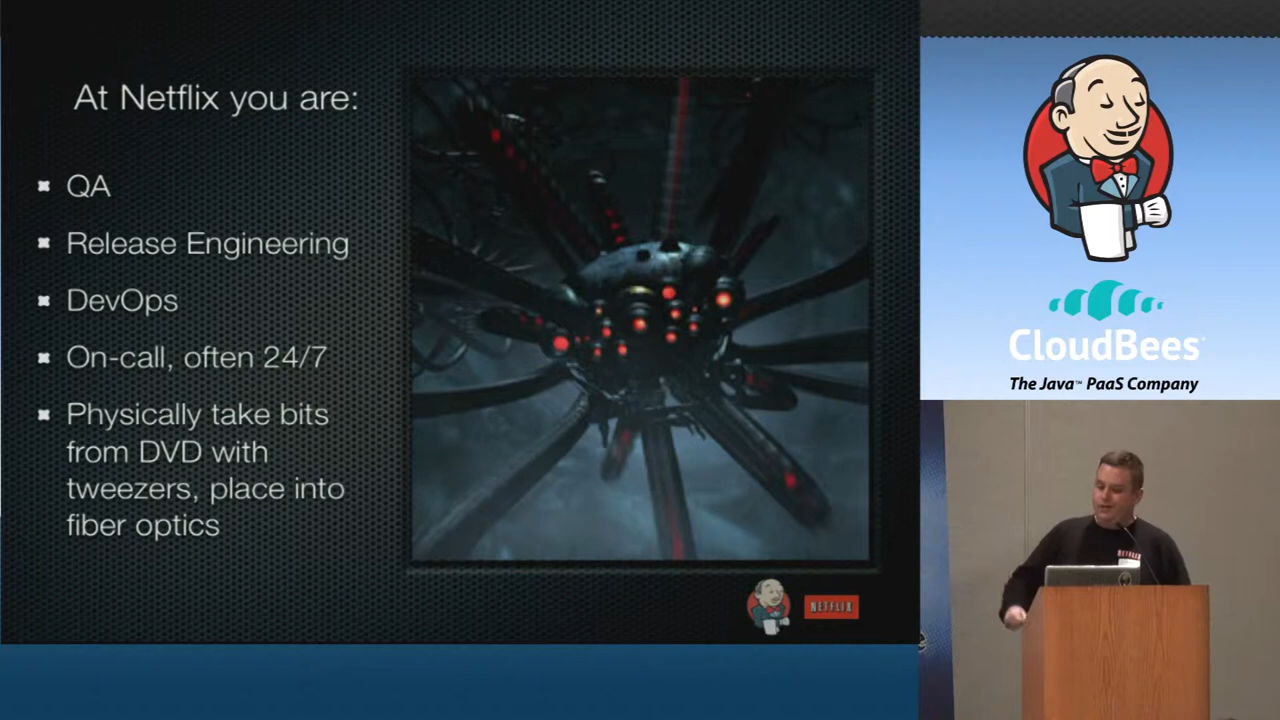 At Netflix you are:
QA
Release Engineering
DevOps
On-call, often 24/7
Physically take bits
from DVD with
tweezers, place into
fiber optics
NETFLIX
CloudBees
The Java™ PaaS Company
NETFLIX